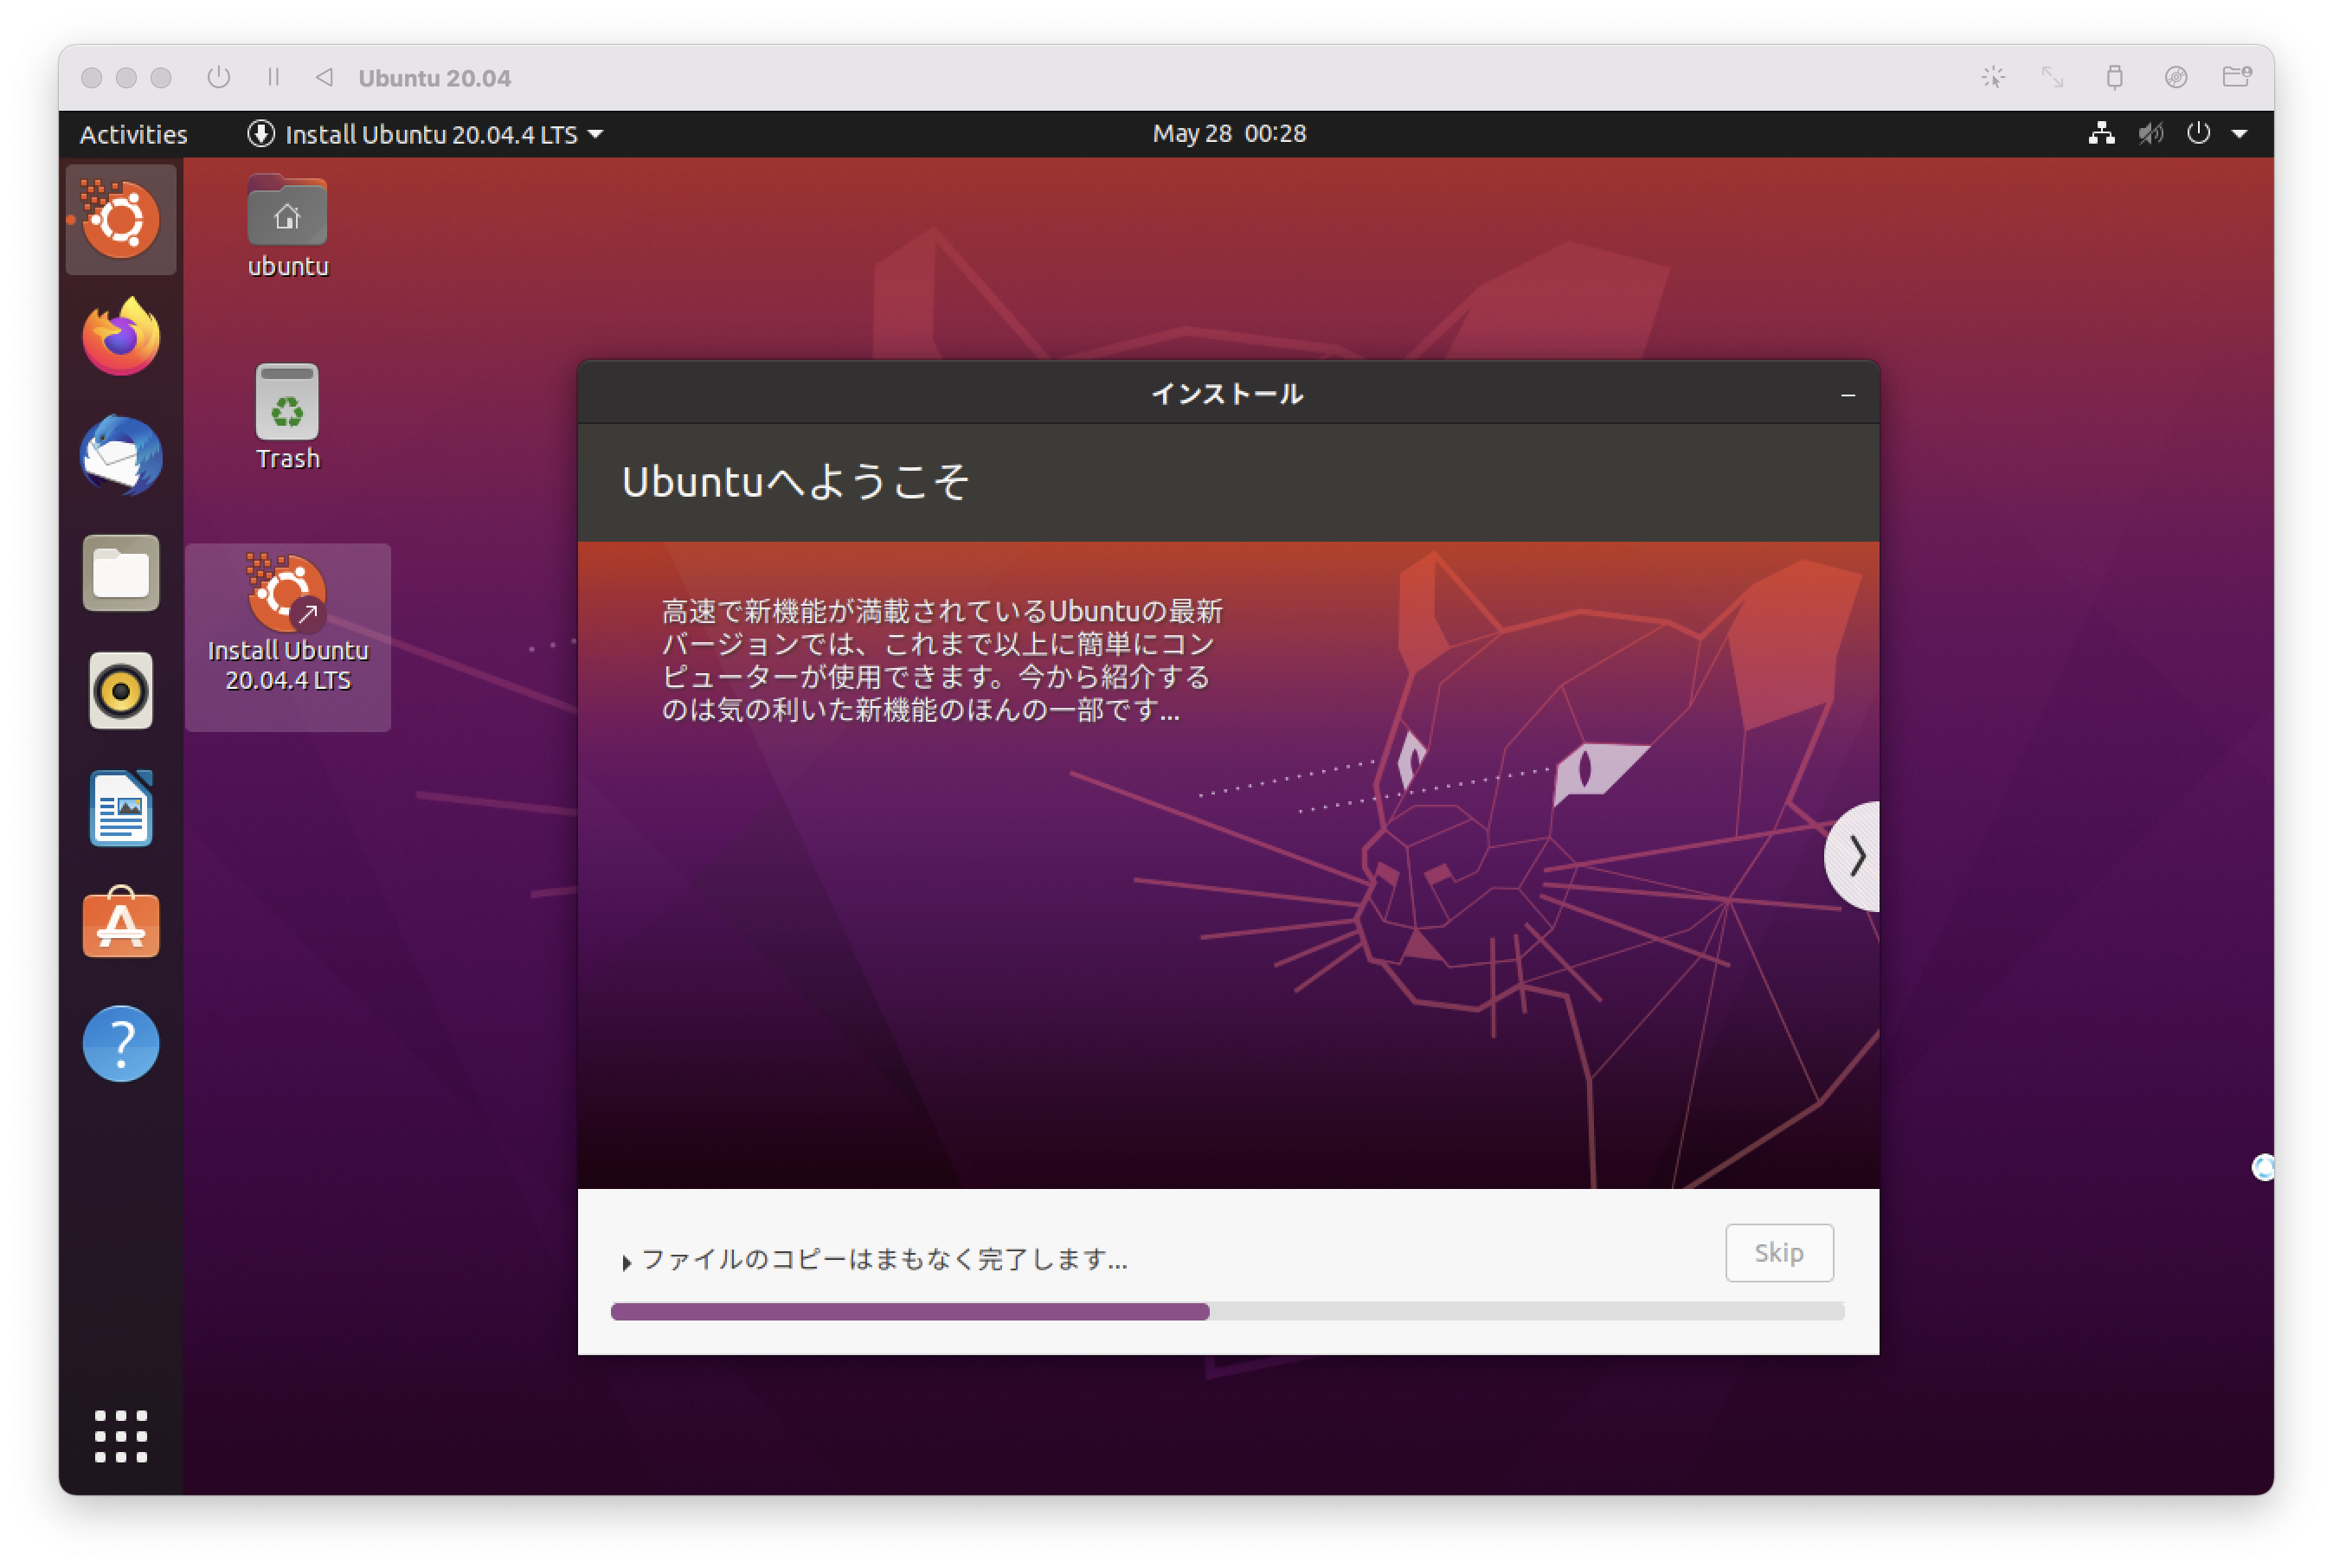 Ubuntu 20.04
Activities
Install Ubuntu 20.04.4 LTS
May 28 00:28
ubuntu
Trash
Install Ubuntu
20.04.4 LTS
インストール
Ubuntuへようこそ
高速で新機能が満載されているUbuntuの最新
バージョンでは、これまで以上に簡単にコン
ピューターが使用できます。今から紹介する
のは気の利いた新機能のほんの一部です...
ファイルのコピーはまもなく完了します...
Skip